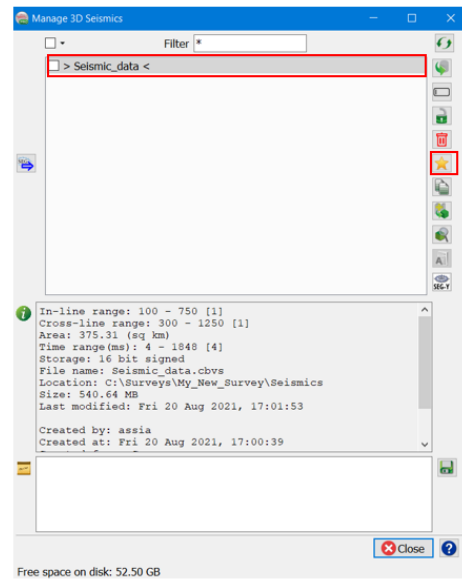 Manage 3D Seismics
Filter *
> Seismic_data <
SEG
A
SEG-Y
In-line range: 100 - 750 [1]
Cross-line range: 300 - 1250 [1]
Area: 375.31 (sq km)
Time range(ms): 4 - 1848 [4]
Storage: 16 bit signed
File name: Seismic_data.cbvs
Location: C:\Surveys\My_New_Survey\Seismics
Size: 540.64 MB
Last modified: Fri 20 Aug 2021, 17:01:53
Created by: assia
Created at: Fri 20 Aug 2021, 17:00:39
Close
Free space on disk: 52.50 GB